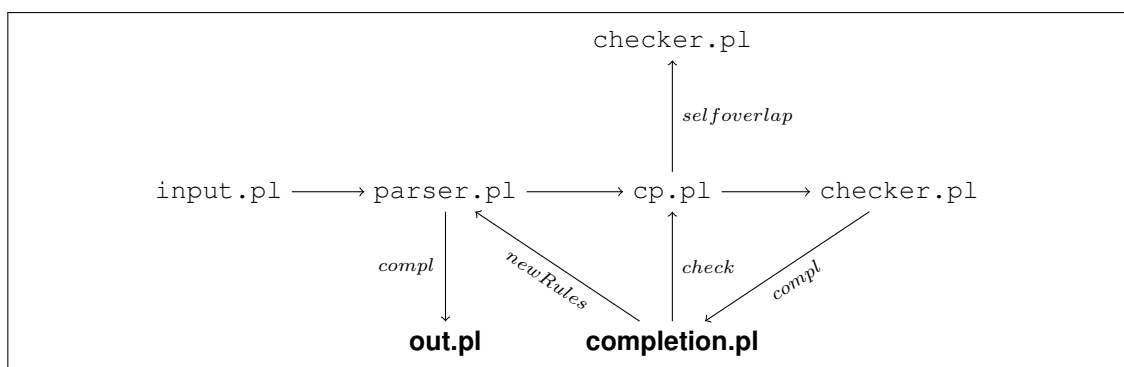 checker.pl
selfoverlap
input.pl parser.pl cp.pl checker.pl
compl newRules check compl
out.pl completion.pl